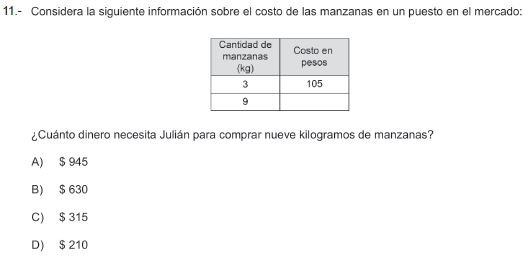 11.- Considera la siguiente información sobre el costo de las manzanas en un puesto en el mercado:
Cantidad de manzanas (kg) Costo en pesos
3 105
9
¿Cuánto dinero necesita Julián para comprar nueve kilogramos de manzanas?
A) $ 945
B) $ 630
C) $ 315
D) $ 210